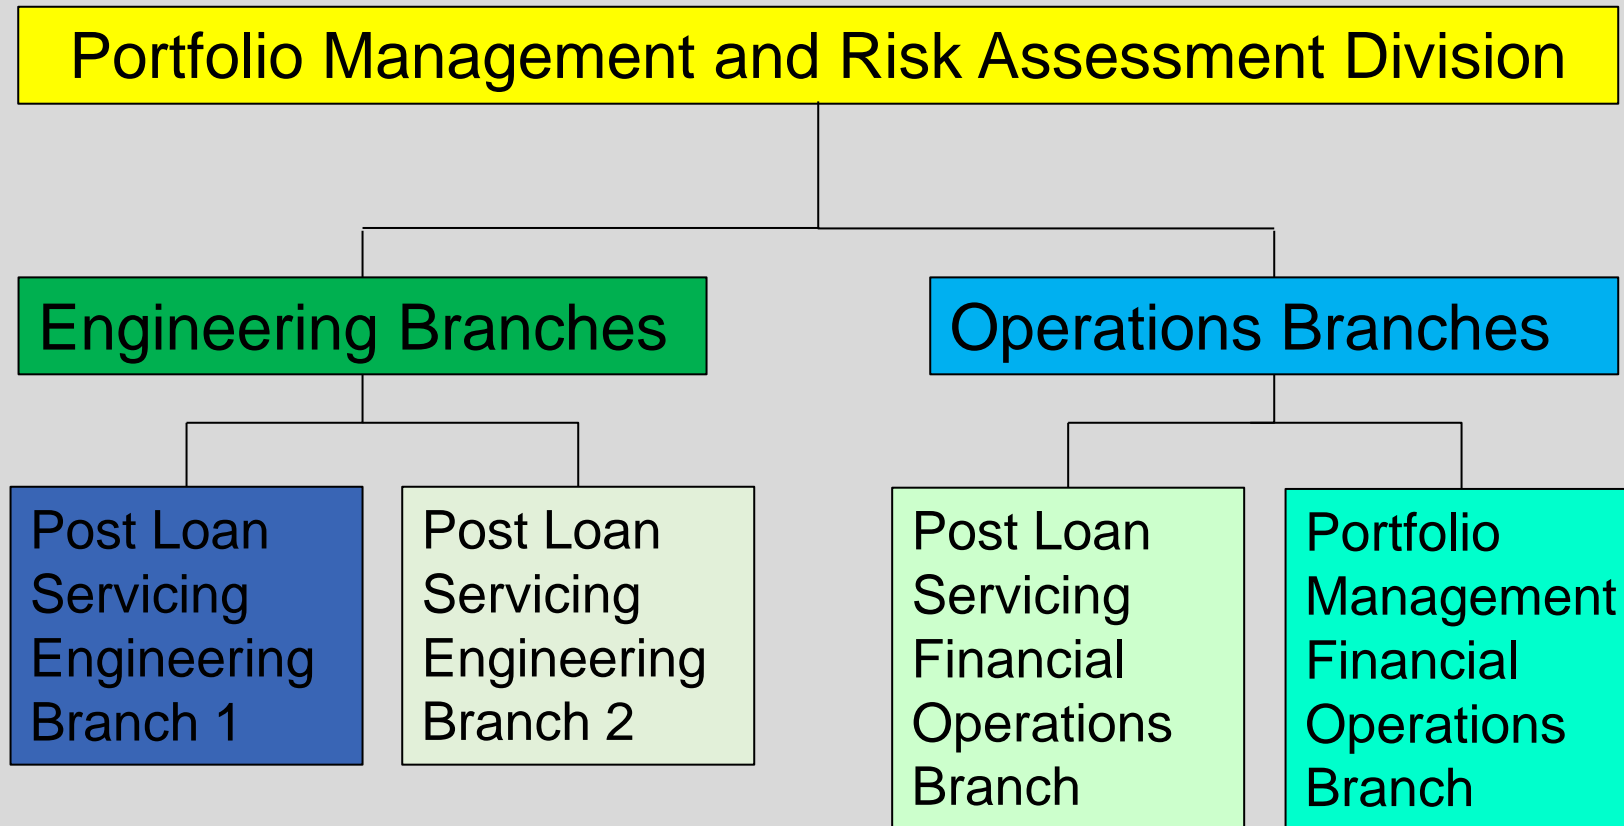 Portfolio Management and Risk Assessment Division
Engineering Branches
Operations Branches
Post Loan
Servicing
Engineering
Branch 1
Post Loan
Servicing
Engineering
Branch 2
Post Loan
Servicing
Financial
Operations
Branch
Portfolio
Management
Financial
Operations
Branch